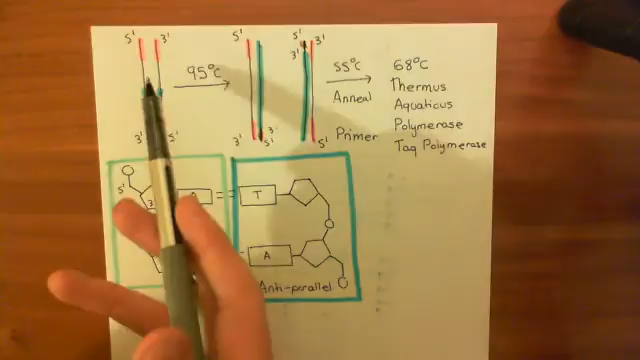 5' 3' 5' 5' 3'
3'
95°C 55°C 68°C
Anneal Thermus
Aquaticus
3' 5' 3' 3' 5' 5' Primer Polymerase
Taq Polymerase
5' T
3'
A
Anti-parallel